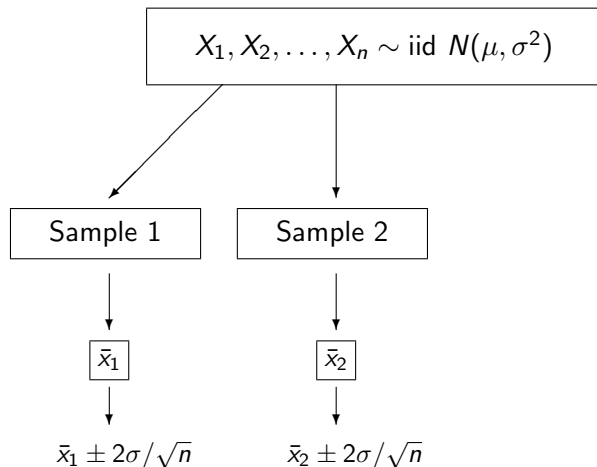 X₁, X₂, . . . , Xₙ ∼ iid N(μ, σ²)
Sample 1
Sample 2
x̄₁
x̄₂
x̄₁ ± 2σ/√n
x̄₂ ± 2σ/√n